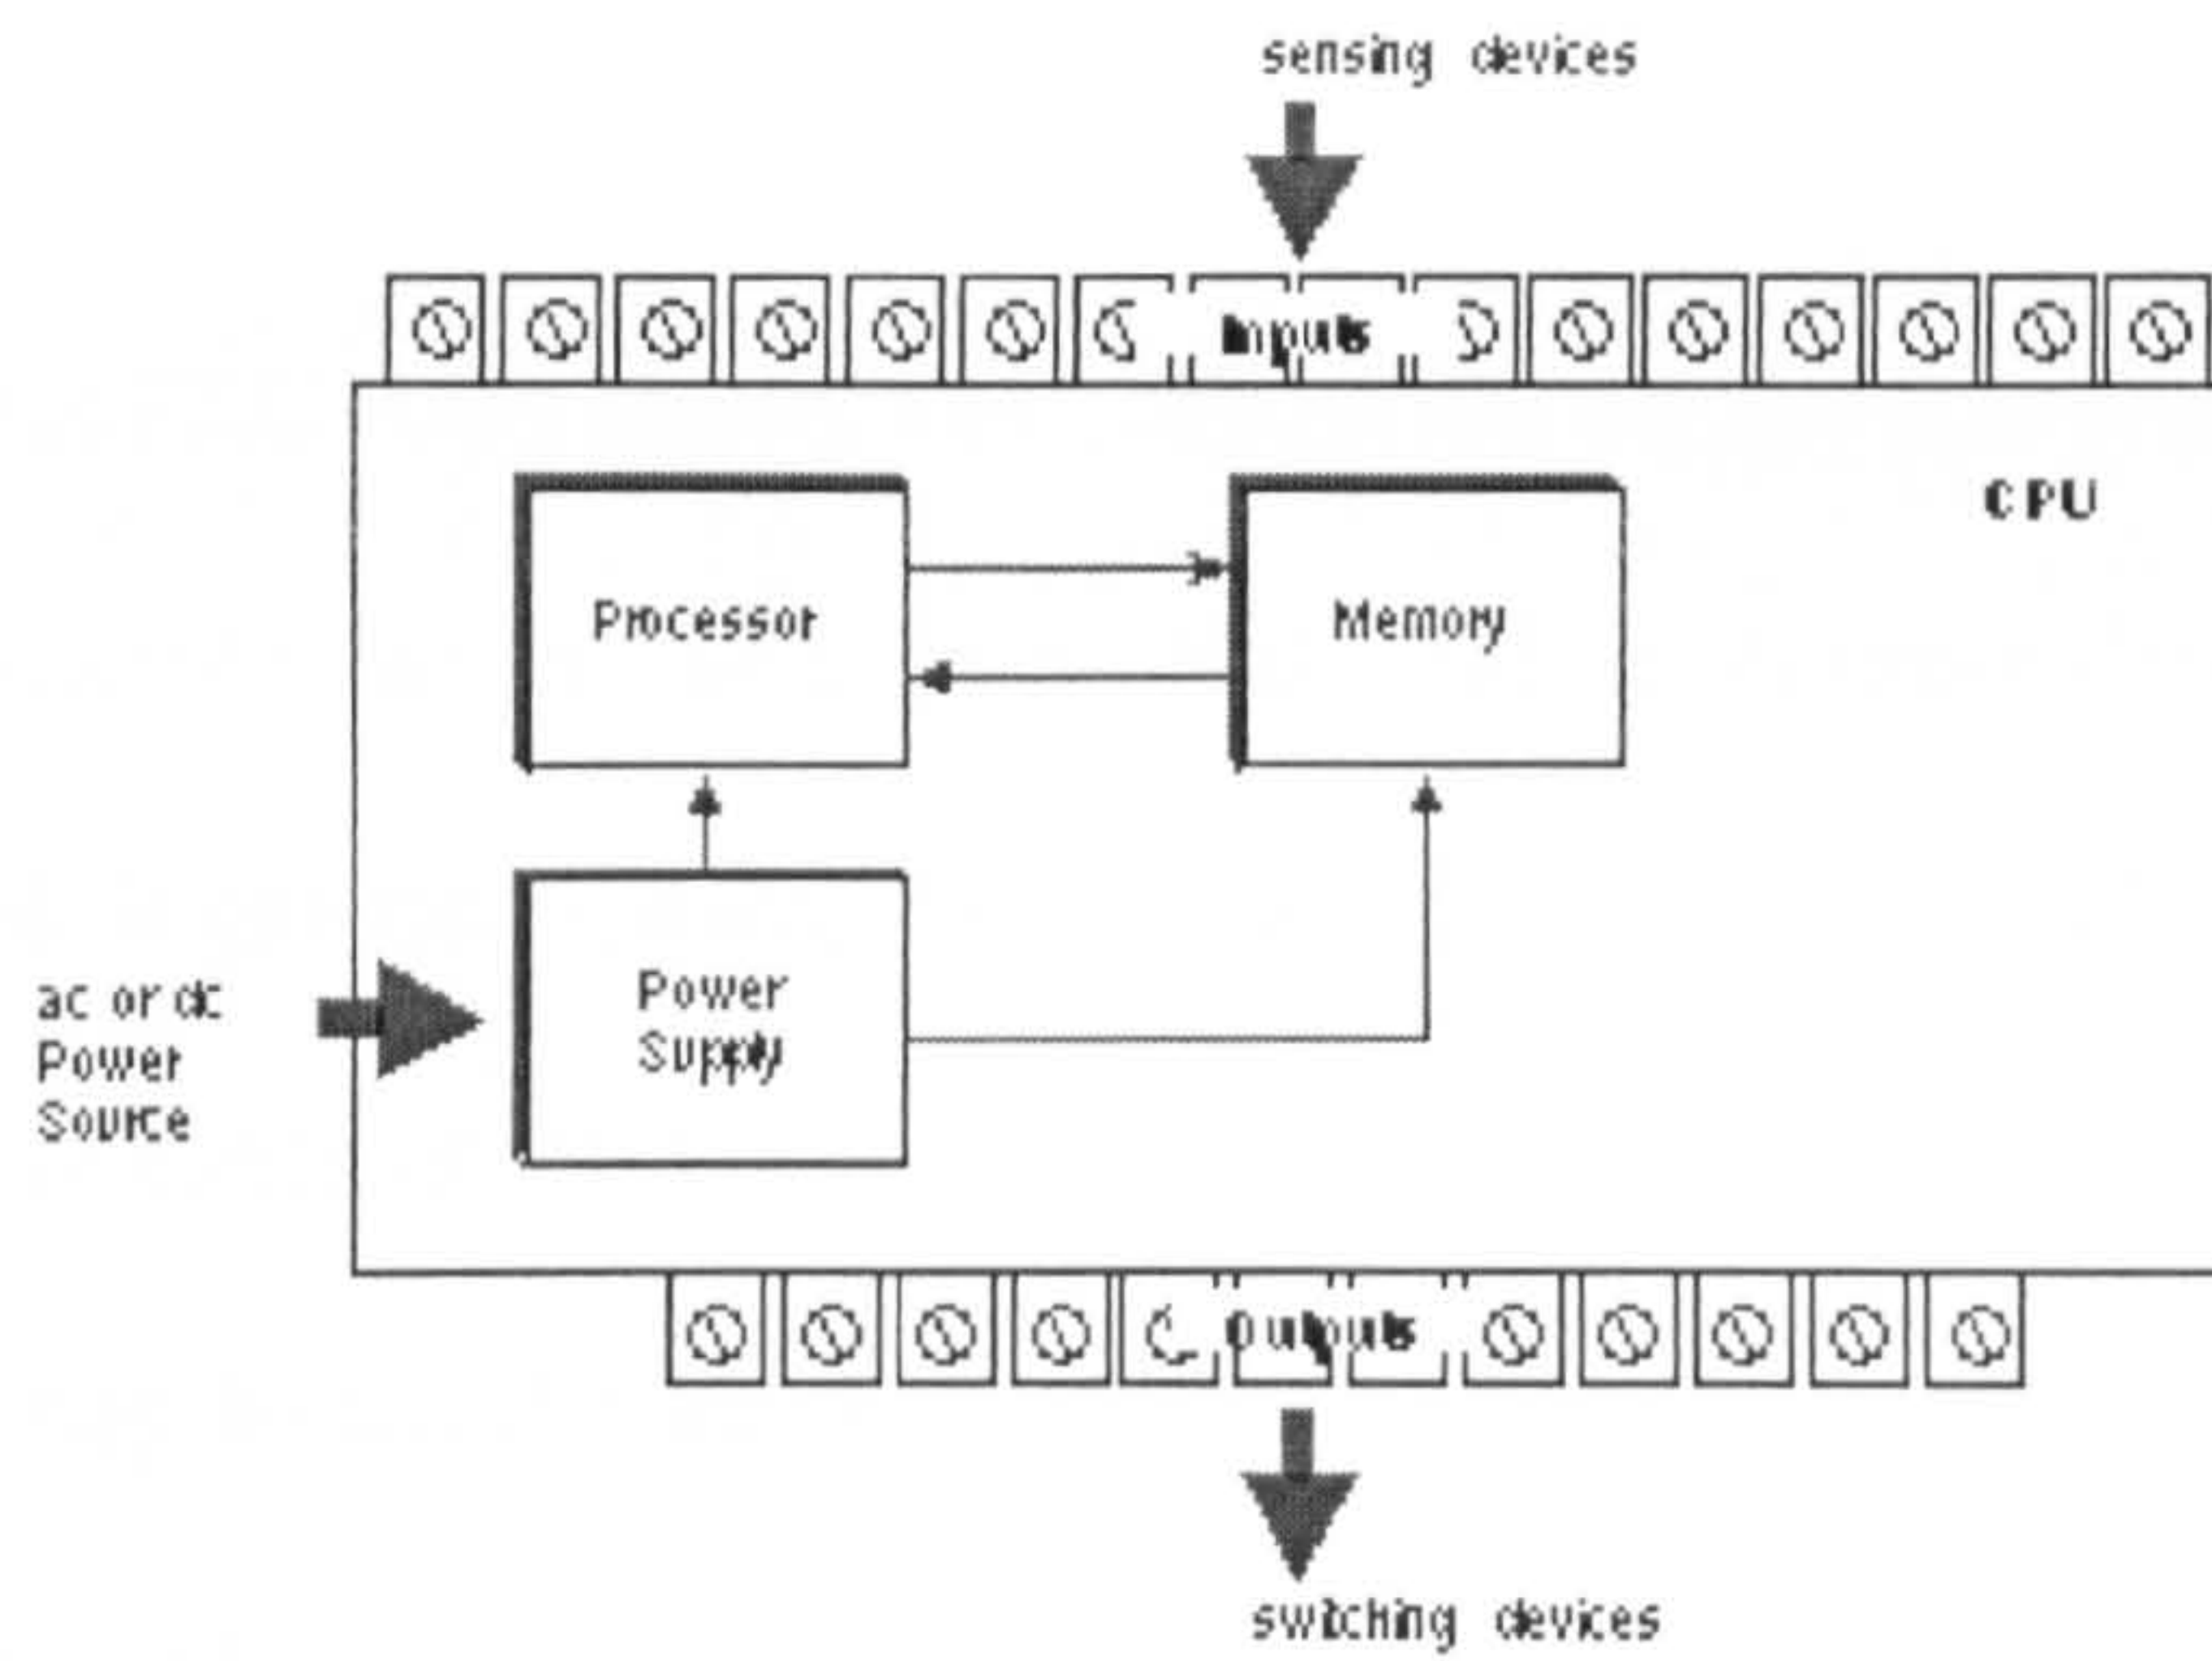 sensing devices
Inputs
CPU
Processor
Memory
ac or dc
Power
Source
Power
Supply
Outputs
switching devices